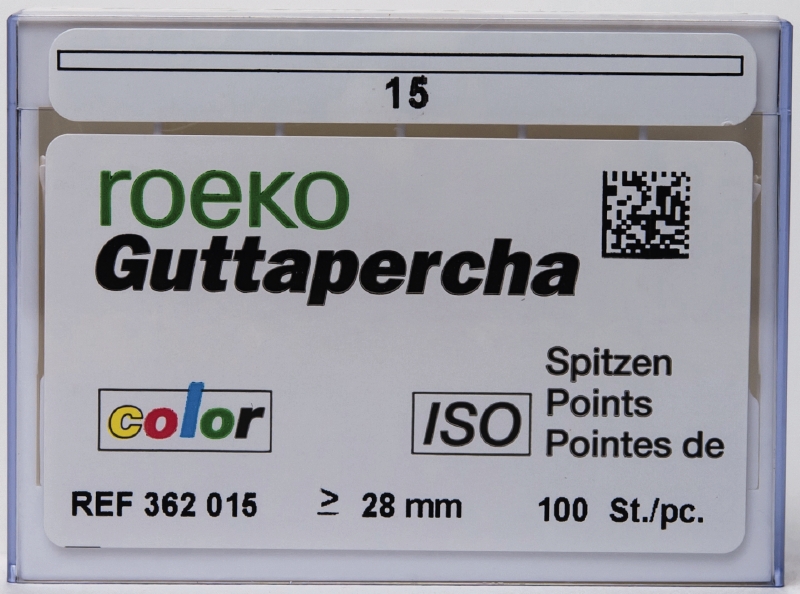 15
roeko
Guttapercha
color
ISO
Spitzen
Points
Pointes de
REF 362 015 ≥ 28 mm 100 St./pc.